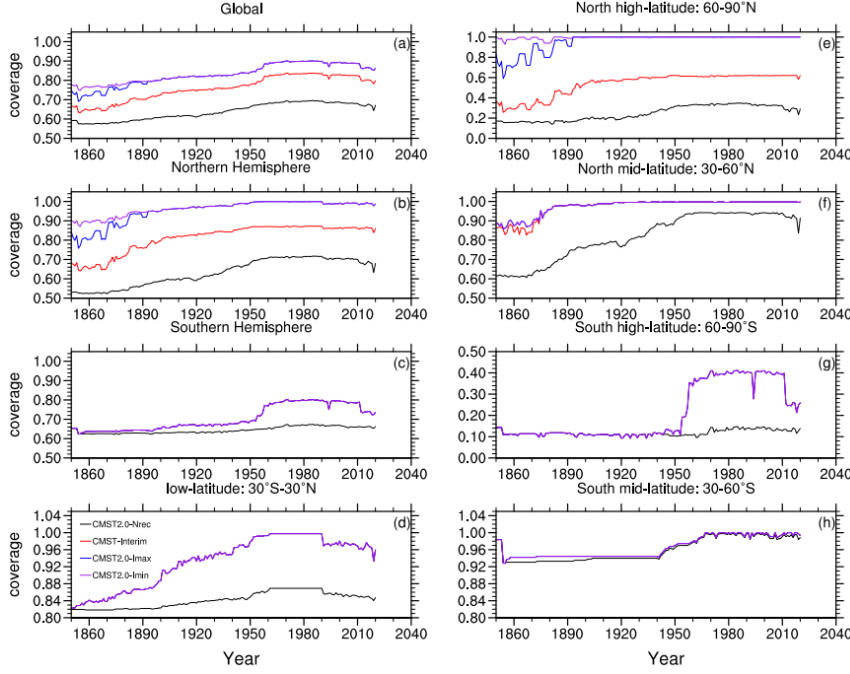 Global
North high-latitude: 60-90°N
coverage
1.00
0.90
0.80
0.70
0.60
0.50
(a)
1860 1890 1920 1950 1980 2010 2040
1.0
0.8
0.6
0.4
0.2
0.0
(e)
1860 1890 1920 1950 1980 2010 2040
Northern Hemisphere
North mid-latitude: 30-60°N
coverage
1.00
0.90
0.80
0.70
0.60
0.50
(b)
1860 1890 1920 1950 1980 2010 2040
1.00
0.90
0.80
0.70
0.60
0.50
(f)
1860 1890 1920 1950 1980 2010 2040
Southern Hemisphere
South high-latitude: 60-90°S
coverage
1.00
0.90
0.80
0.70
0.60
0.50
(c)
1860 1890 1920 1950 1980 2010 2040
0.50
0.40
0.30
0.20
0.10
0.00
(g)
1860 1890 1920 1950 1980 2010 2040
low-latitude: 30°S-30°N
South mid-latitude: 30-60°S
coverage
1.04
1.00
0.96
0.92
0.88
0.84
0.80
(d)
CMST2.0-Nrec
CMST-Interim
CMST2.0-Imax
CMST2.0-Imin
1860 1890 1920 1950 1980 2010 2040
Year
1.04
1.00
0.96
0.92
0.88
0.84
0.80
(h)
1860 1890 1920 1950 1980 2010 2040
Year